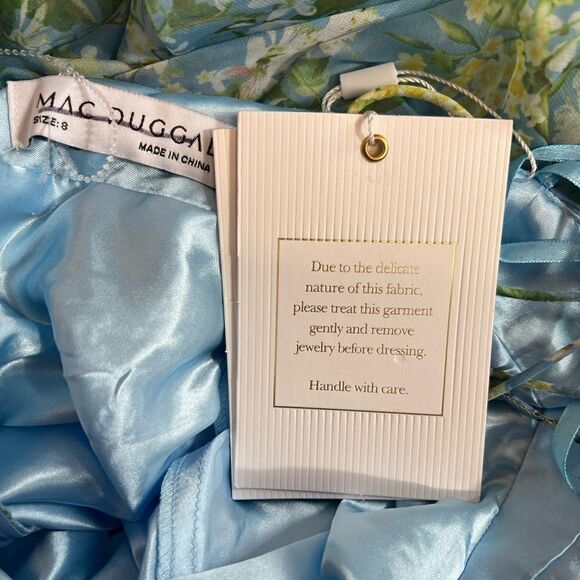 MAC DUGGAL
SIZE: 8
MADE IN CHINA
Due to the delicate
nature of this fabric,
please treat this garment
gently and remove
jewelry before dressing.
Handle with care.